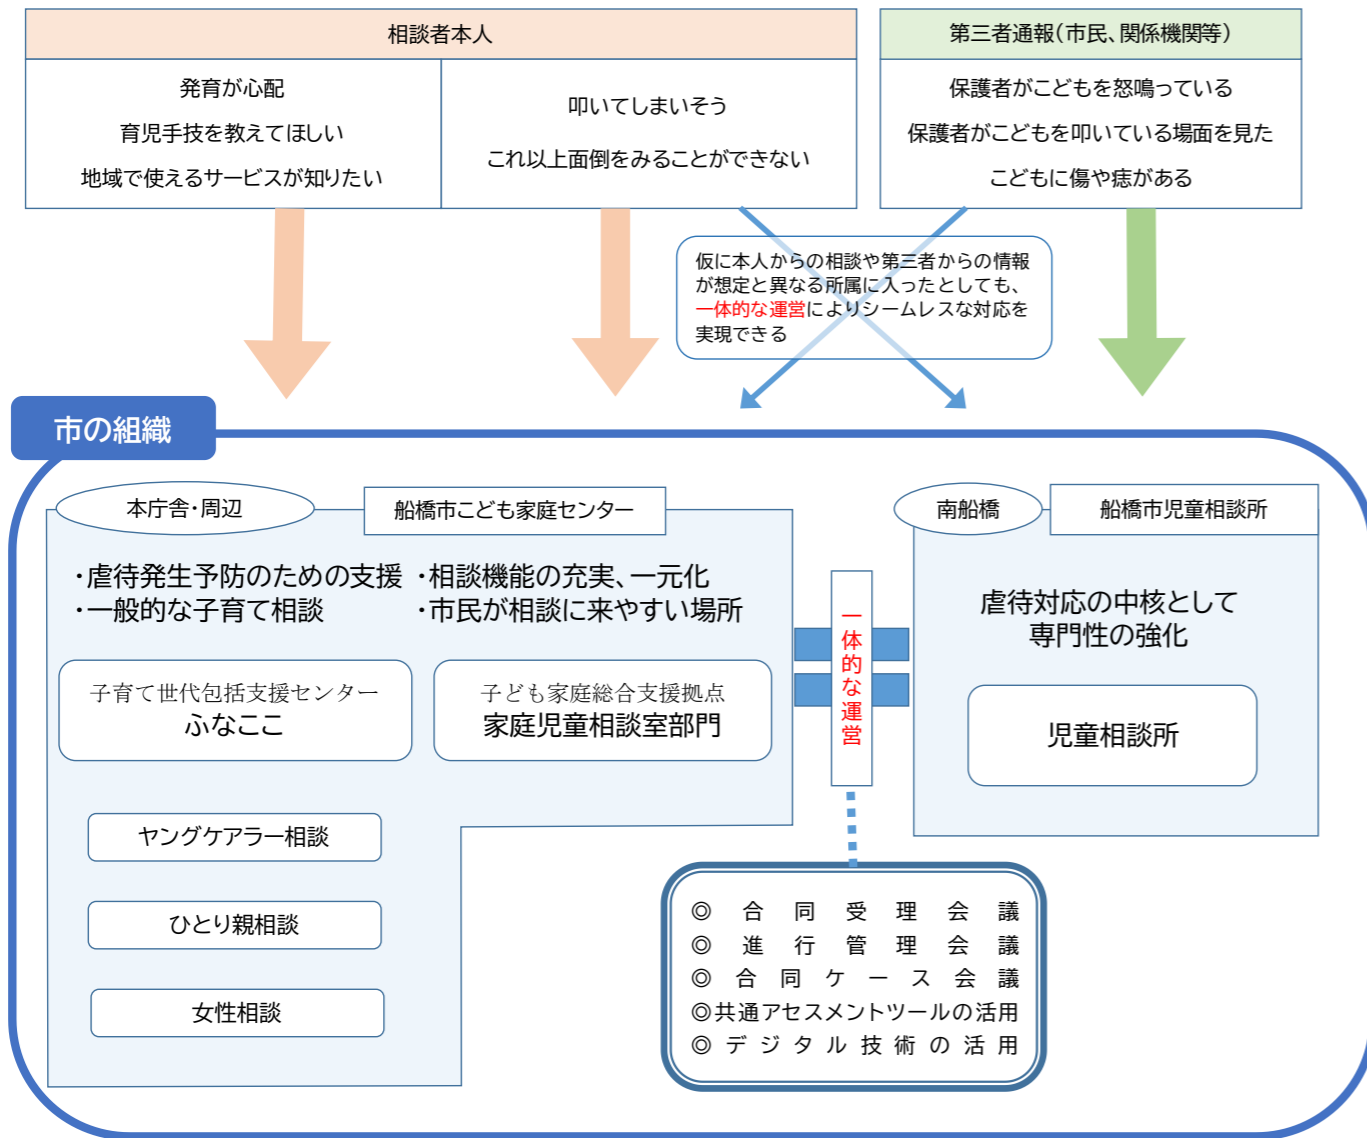 相談者本人
発育が心配
育児手技を教えてほしい
地域で使えるサービスが知りたい
叩いてしまいそう
これ以上面倒をみることができない
第三者通報（市民、関係機関等）
保護者がこどもを怒鳴っている
保護者がこどもを叩いている場面を見た
こどもに傷や痣がある
仮に本人からの相談や第三者からの情報
が想定と異なる所属に入ったとしても、
一体的な運営によりシームレスな対応を
実現できる
市の組織
本庁舎・周辺
船橋市こども家庭センター
・虐待発生予防のための支援
・一般的な子育て相談
・相談機能の充実、一元化
・市民が相談に来やすい場所
子育て世代包括支援センター
ふなここ
子ども家庭総合支援拠点
家庭児童相談室部門
ヤングケアラー相談
ひとり親相談
女性相談
一体的な運営
南船橋
船橋市児童相談所
虐待対応の中核として
専門性の強化
児童相談所
◎合同受理会議
◎進行管理会議
◎合同ケース会議
◎共通アセスメントツールの活用
◎デジタル技術の活用